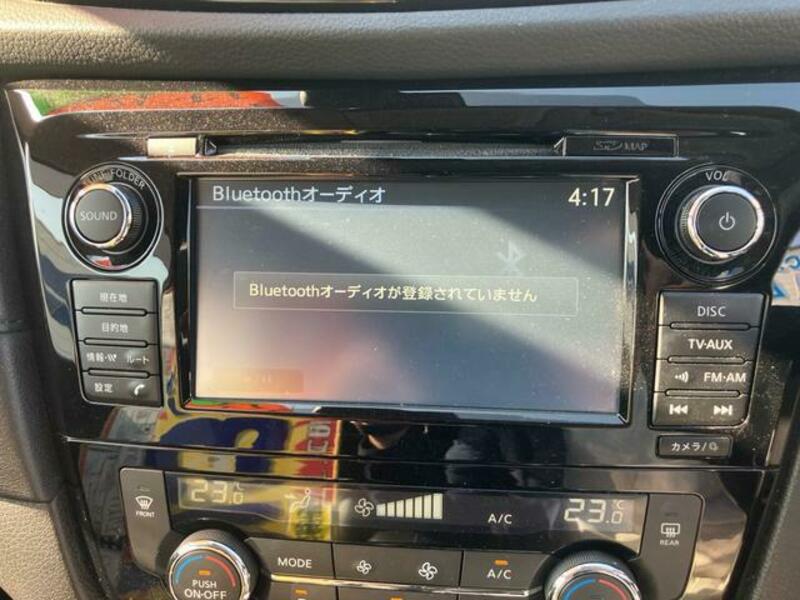 TUNE·FOLDER
SOUND
SD MAP
VOL
Bluetoothオーディオ
4:17
Bluetoothオーディオが登録されていません
現在地
目的地
情報・VV
ルート
設定
DISC
TV·AUX
FM·AM
カメラ/
23.0
A/C
23.0
°C
FRONT
REAR
MODE
A/C
PUSH
ON·OFF